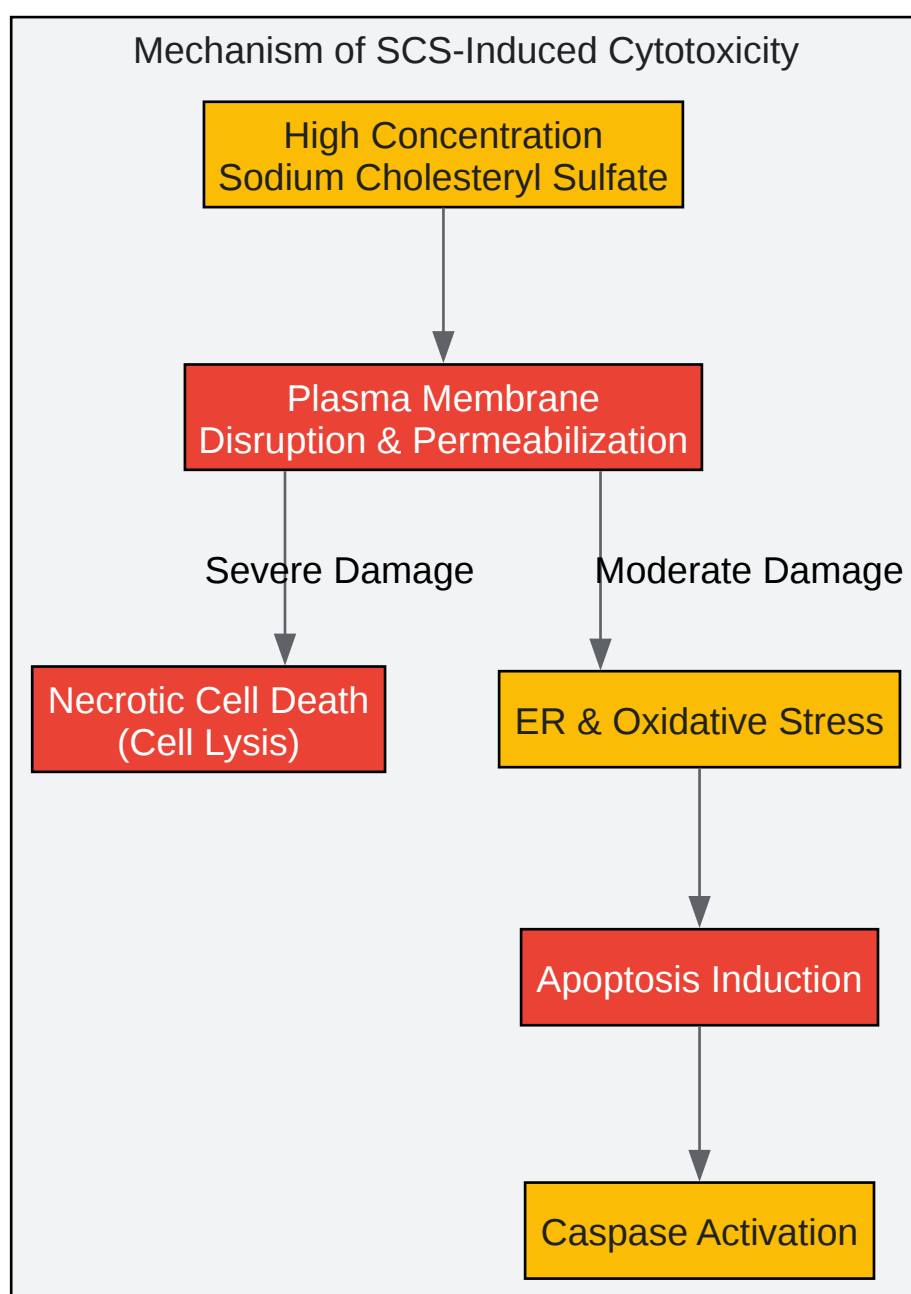 Mechanism of SCS-Induced Cytotoxicity
High Concentration
Sodium Cholesteryl Sulfate
Plasma Membrane
Disruption & Permeabilization
Severe Damage
Moderate Damage
Necrotic Cell Death
(Cell Lysis)
ER & Oxidative Stress
Apoptosis Induction
Caspase Activation